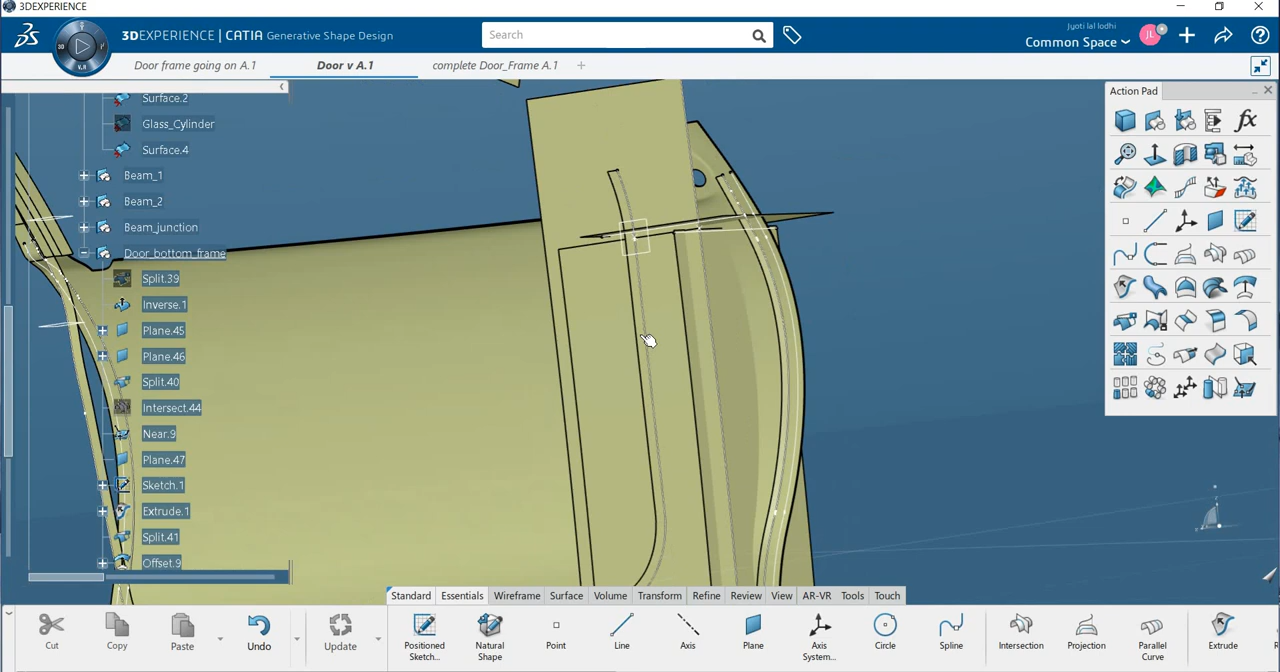 3DEXPERIENCE
3DEXPERIENCE | CATIA Generative Shape Design
Search
Jyoti lal lodhi
Common Space
JL
3D
V.R
Door frame going on A.1
Door v A.1
complete Door_Frame A.1
Action Pad
fx
Surface.2
Glass_Cylinder
Surface.4
Beam_1
Beam_2
Beam_junction
Door_bottom_frame
Split.39
Inverse.1
Plane.45
Plane.46
Split.40
Intersect.44
Near.9
Plane.47
Sketch.1
Extrude.1
Split.41
Offset.9
Standard Essentials Wireframe Surface Volume Transform Refine Review View AR-VR Tools Touch
Cut Copy Paste Undo Update Positioned Sketch... Natural Shape Point Line Axis Plane Axis System... Circle Spline Intersection Projection Parallel Curve Extrude